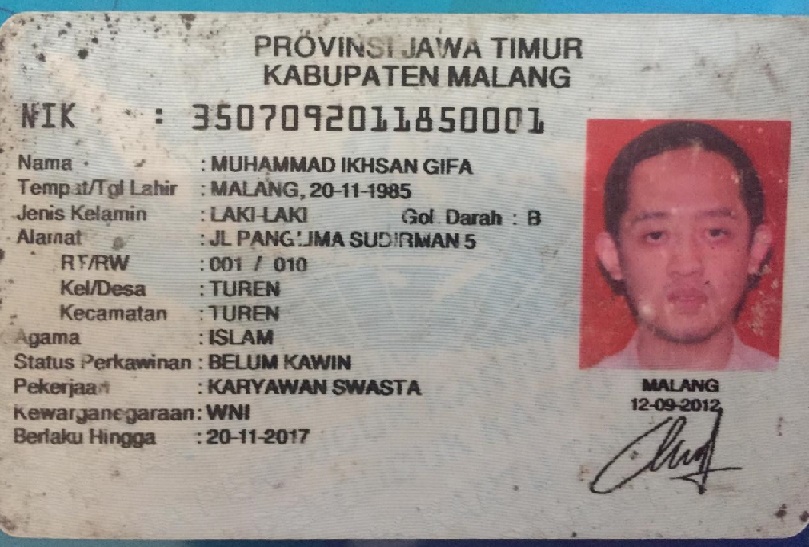 PROVINSI JAWA TIMUR
KABUPATEN MALANG
NIK : 3507092011850001
Nama : MUHAMMAD IKHSAN GIFA
Tempat/Tgl Lahir : MALANG, 20-11-1985
Jenis Kelamin : LAKI-LAKI Gol. Darah : B
Alamat : JL PANGLIMA SUDIRMAN 5
RT/RW : 001 / 010
Kel/Desa : TUREN
Kecamatan : TUREN
Agama : ISLAM
Status Perkawinan : BELUM KAWIN
Pekerjaan : KARYAWAN SWASTA
Kewarganegaraan : WNI
Berlaku Hingga : 20-11-2017
MALANG
12-09-2012